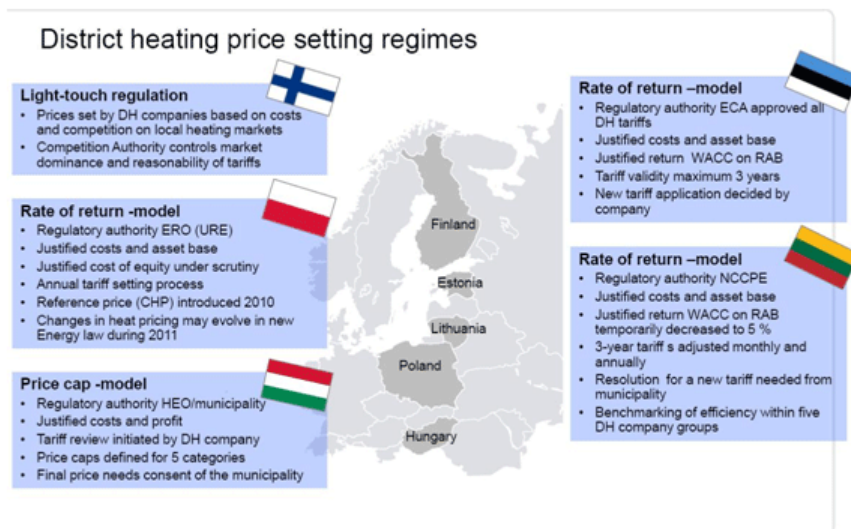 District heating price setting regimes
Light-touch regulation
• Prices set by DH companies based on costs
and competition on local heating markets
• Competition Authority controls market
dominance and reasonability of tariffs
Rate of return -model
• Regulatory authority ERO (URE)
• Justified costs and asset base
• Justified cost of equity under scrutiny
• Annual tariff setting process
• Reference price (CHP) introduced 2010
• Changes in heat pricing may evolve in new
Energy law during 2011
Price cap -model
• Regulatory authority HEO/municipality
• Justified costs and profit
• Tariff review initiated by DH company
• Price caps defined for 5 categories
• Final price needs consent of the municipality
Finland
Estonia
Lithuania
Poland
Hungary
Rate of return –model
• Regulatory authority ECA approved all
DH tariffs
• Justified costs and asset base
• Justified return WACC on RAB
• Tariff validity maximum 3 years
• New tariff application decided by
company
Rate of return –model
• Regulatory authority NCCPE
• Justified costs and asset base
• Justified return WACC on RAB
temporarily decreased to 5 %
• 3-year tariff s adjusted monthly and
annually
• Resolution for a new tariff needed from
municipality
• Benchmarking of efficiency within five
DH company groups